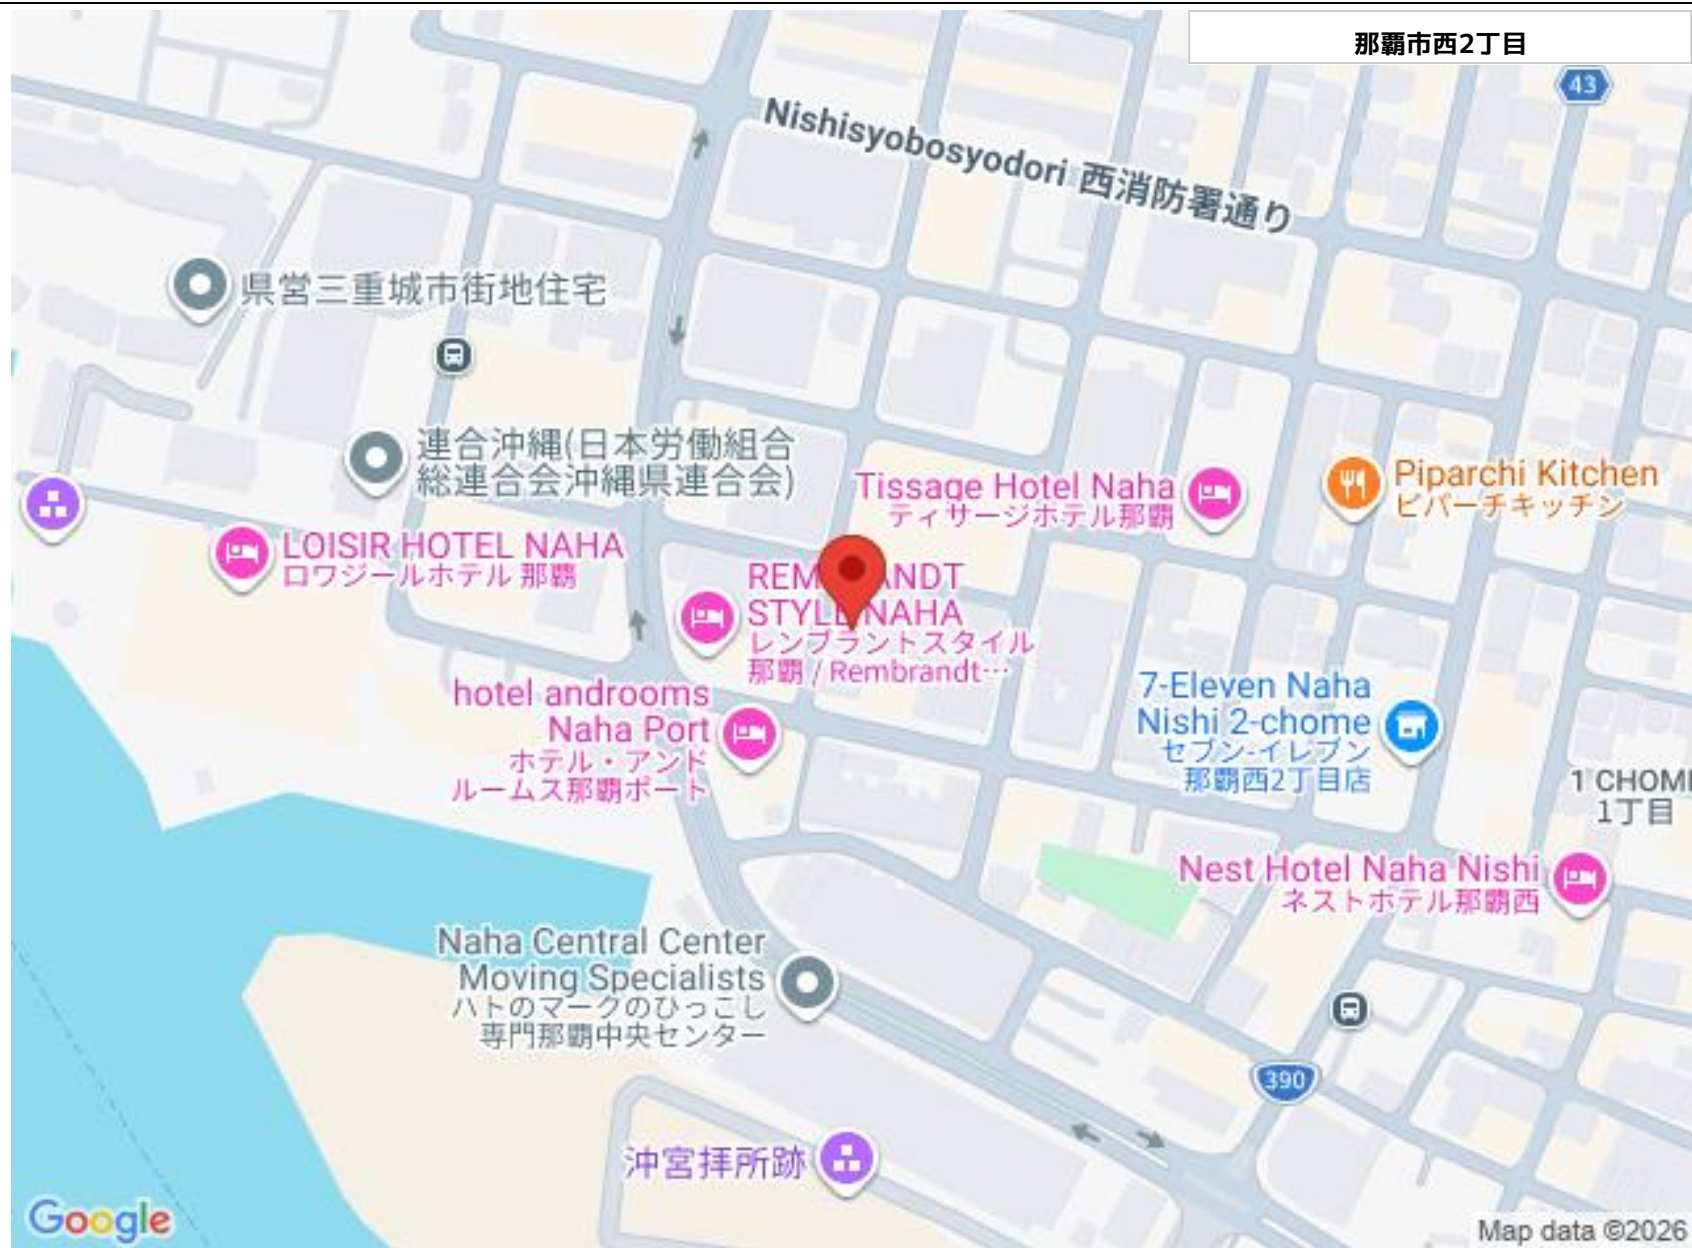 那覇市西2丁目
43
Nishisyobosyodori 西消防署通り
県営三重城市街地住宅
連合沖縄(日本労働組合
総連合会沖縄県連合会)
Tissage Hotel Naha
ティサージホテル那覇
Piparchi Kitchen
ピパーチキッチン
LOISIR HOTEL NAHA
ロワジールホテル 那覇
STYLE NAHA
レンブラントスタイル
那覇 / Rembrandt…
hotel androoms
Naha Port
ホテル・アンド
ルームス那覇ポート
7-Eleven Naha
Nishi 2-chome
セブン-イレブン
那覇西2丁目店
1丁目
Nest Hotel Naha Nishi
ネストホテル那覇西
Naha Central Center
Moving Specialists
ハトのマークのひっこし
専門那覇中央センター
390
沖宮拝所跡
Google
Map data ©2026